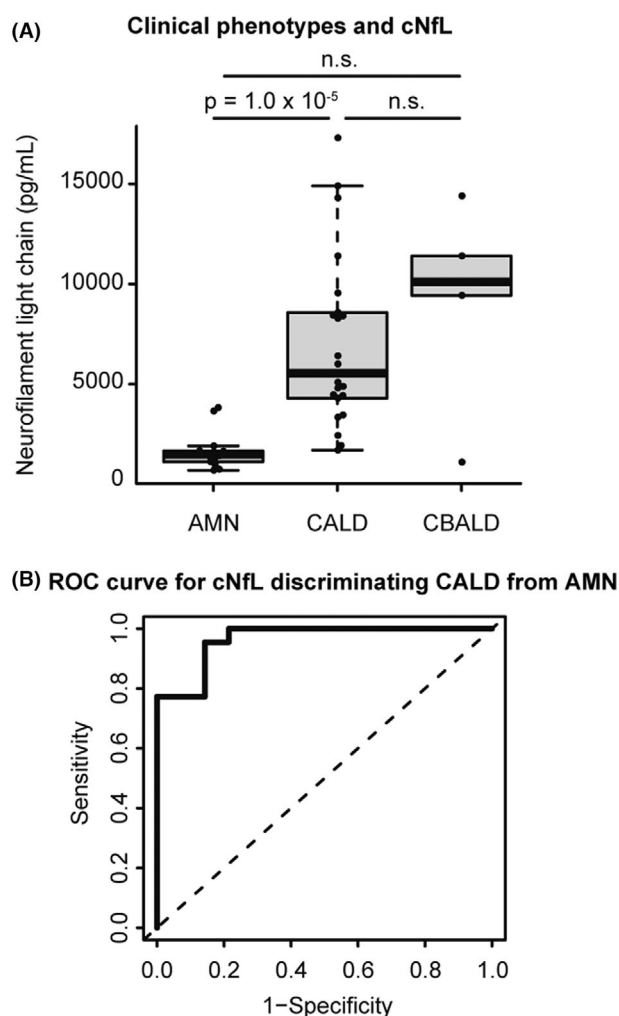 (A) Clinical phenotypes and cNfL
n.s.
p = 1.0 x 10-5 n.s.
Neurofilament light chain (pg/mL)
15000
10000
5000
0
AMN CALD CBALD
(B) ROC curve for cNfL discriminating CALD from AMN
Sensitivity
1.0
0.8
0.6
0.4
0.2
0.0
0.0 0.2 0.4 0.6 0.8 1.0
1−Specificity